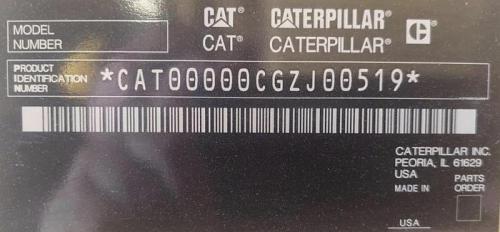 MODEL
NUMBER
CAT® CATERPILLAR®
CAT® CATERPILLAR® C
PRODUCT
IDENTIFICATION
NUMBER
*CAT00000CGZJ00519*
CATERPILLAR INC.
PEORIA, IL 61629
USA
MADE IN
PARTS
ORDER
USA